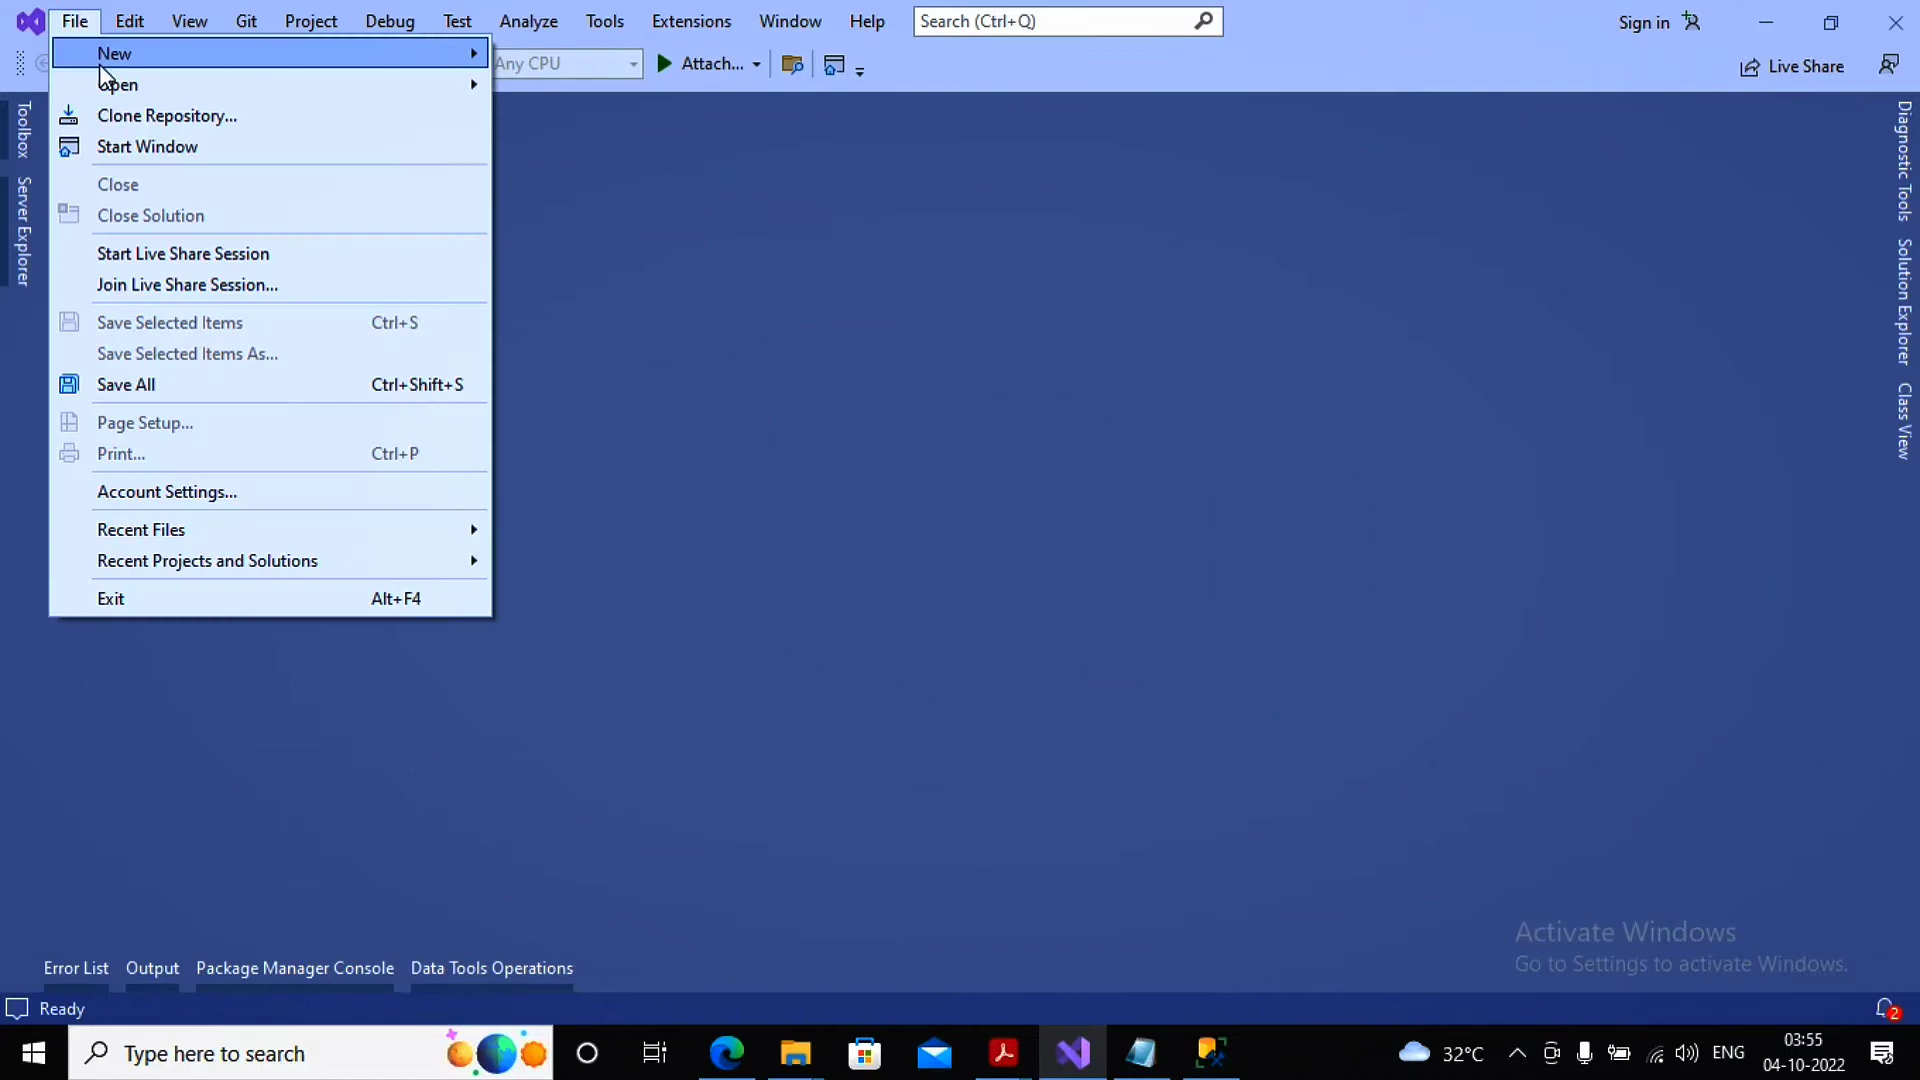 File Edit View Git Project Debug Test Analyze Tools Extensions Window Help Search (Ctrl+Q) Sign in
Any CPU Attach... Live Share
New
Open
Clone Repository...
Start Window
Close
Close Solution
Start Live Share Session
Join Live Share Session...
Save Selected Items Ctrl+S
Save Selected Items As...
Save All Ctrl+Shift+S
Page Setup...
Print... Ctrl+P
Account Settings...
Recent Files
Recent Projects and Solutions
Exit Alt+F4
Toolbox
Server Explorer
Diagnostic Tools
Solution Explorer
Class View
Activate Windows
Go to Settings to activate Windows.
Error List Output Package Manager Console Data Tools Operations
Ready 2
Type here to search 32°C ENG 03:55
04-10-2022